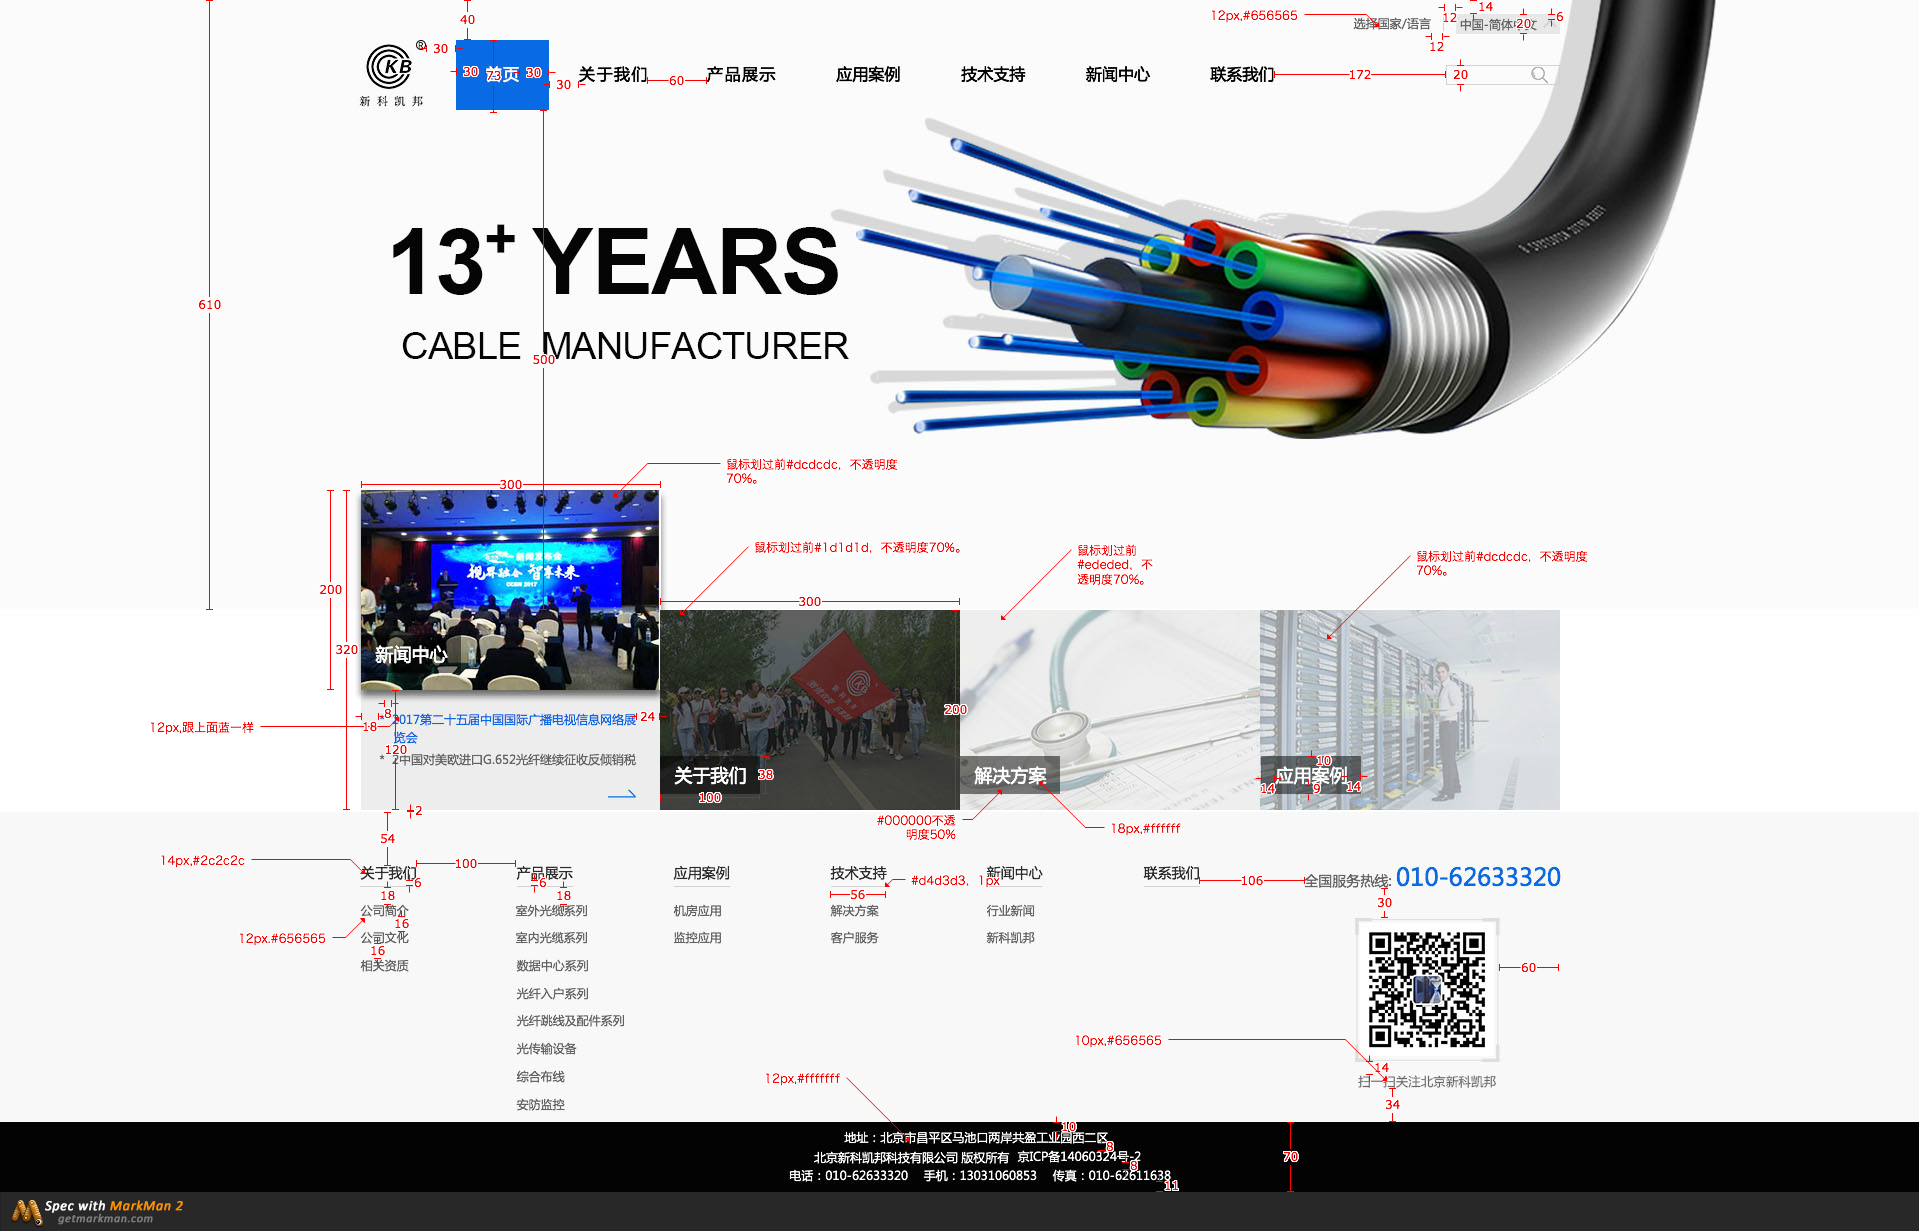 40
12px,#656565
选择国家/语言
12
14
中国-简体中文
20
6
12
CKB
®
新科凯邦
30
30
首页
73
30
30
关于我们
60
产品展示
应用案例
技术支持
新闻中心
联系我们
172
20
610
13+ YEARS
CABLE MANUFACTURER
500
鼠标划过前#dcdcdc，不透明度
70%。
300
鼠标划过前#1d1d1d，不透明度70%。
鼠标划过前
#ededed，不
透明度70%。
鼠标划过前#dcdcdc，不透明度
70%。
新闻发布会
视界融合 智享未来
CCBN 2017
200
320
300
新闻中心
200
12px,跟上面蓝一样
18
8
* 2017第二十五届中国国际广播电视信息网络展
览会
24
120
* 2中国对美欧进口G.652光纤继续征收反倾销税
2
关于我们
38
100
解决方案
应用案例
10
14
9
14
#000000不透
明度50%
18px,#ffffff
54
14px,#2c2c2c
关于我们
100
产品展示
应用案例
技术支持
新闻中心
联系我们
106
全国服务热线:
010-62633320
6
18
6
18
56
#d4d3d3，1px
30
公司简介
室外光缆系列
机房应用
解决方案
行业新闻
16
12px.#656565
公司文化
室内光缆系列
监控应用
客户服务
新科凯邦
16
相关资质
数据中心系列
60
光纤入户系列
光纤跳线及配件系列
10px,#656565
光传输设备
14
综合布线
12px,#fffffff
扫一扫关注北京新科凯邦
安防监控
34
地址：北京市昌平区马池口两岸共盈工业园西二区
10
8
北京新科凯邦科技有限公司 版权所有 京ICP备14060324号-2
8
70
电话：010-62633320 手机：13031060853 传真：010-62611638
11
Spec with MarkMan 2
getmarkman.com